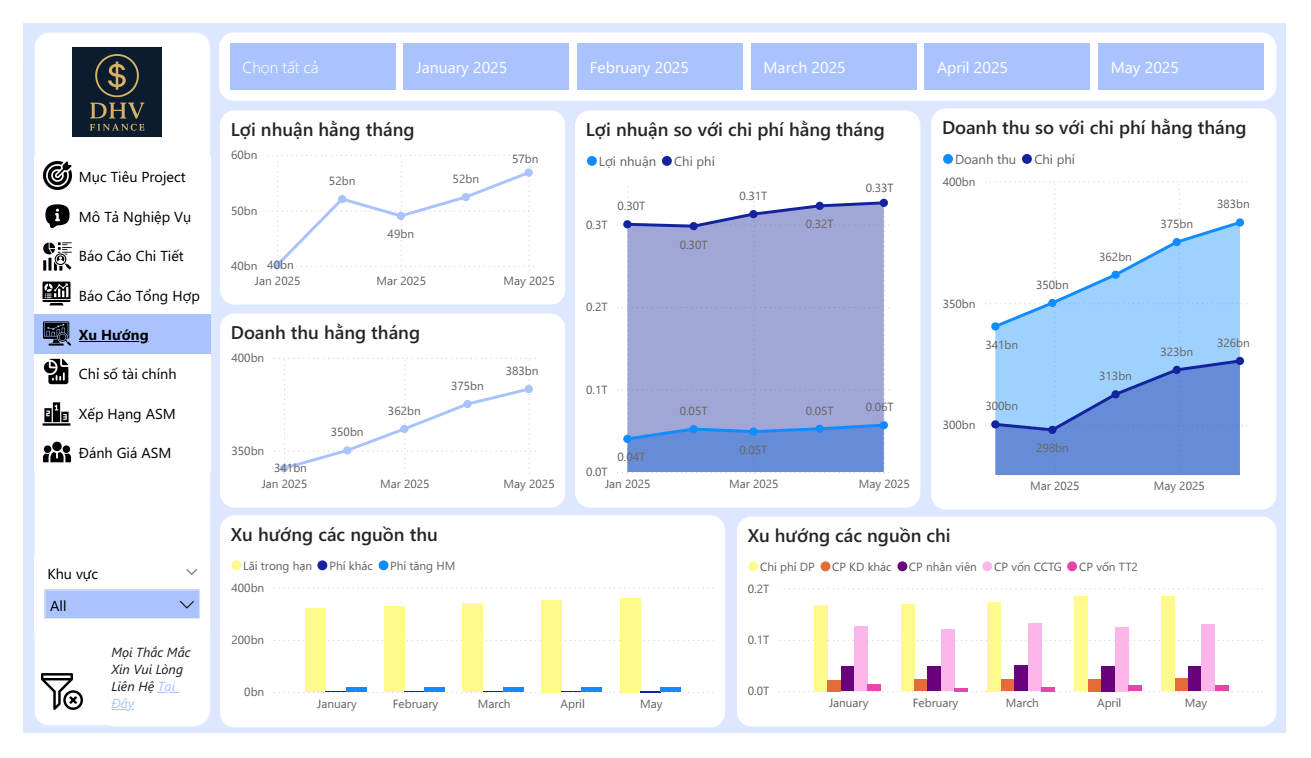 DHV
FINANCE
Mục Tiêu Project
Mô Tả Nghiệp Vụ
Báo Cáo Chi Tiết
Báo Cáo Tổng Hợp
Xu Hướng
Chỉ số tài chính
Xếp Hạng ASM
Đánh Giá ASM
Khu vực
All
Mọi Thắc Mắc
Xin Vui Lòng
Liên Hệ Tại
Đây
Chọn tất cả
January 2025
February 2025
March 2025
April 2025
May 2025
Lợi nhuận hằng tháng
60bn
50bn
40bn
40bn
52bn
49bn
52bn
57bn
Jan 2025
Mar 2025
May 2025
Doanh thu hằng tháng
400bn
350bn
341bn
350bn
362bn
375bn
383bn
Jan 2025
Mar 2025
May 2025
Lợi nhuận so với chi phí hằng tháng
Lợi nhuận
Chi phí
0.3T
0.2T
0.1T
0.0T
0.30T
0.30T
0.31T
0.32T
0.33T
0.04T
0.05T
0.05T
0.05T
0.06T
Jan 2025
Mar 2025
May 2025
Doanh thu so với chi phí hằng tháng
Doanh thu
Chi phí
400bn
350bn
300bn
341bn
350bn
362bn
375bn
383bn
300bn
298bn
313bn
323bn
326bn
Mar 2025
May 2025
Xu hướng các nguồn thu
Lãi trong hạn
Phí khác
Phí tăng HM
400bn
200bn
0bn
January
February
March
April
May
Xu hướng các nguồn chi
Chi phí DP
CP KD khác
CP nhân viên
CP vốn CCTG
CP vốn TT2
0.2T
0.1T
0.0T
January
February
March
April
May